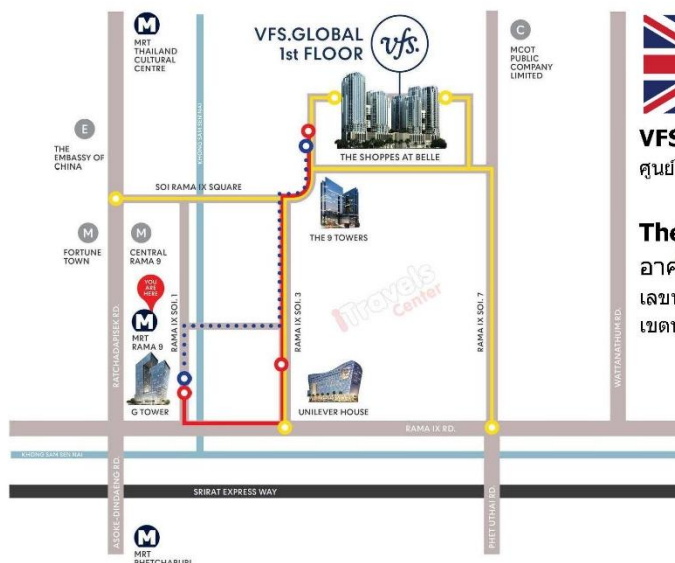 VFS.GLOBAL
1st FLOOR
vfs.
MRT
THAILAND
CULTURAL
CENTRE
C
MCOT
PUBLIC
COMPANY
LIMITED
E
THE
EMBASSY OF
CHINA
KHONG SAM SEN NAI
THE SHOPPES AT BELLE
VFS
ศูนย์
SOI RAMA IX SQUARE
M
FORTUNE
TOWN
M
CENTRAL
RAMA 9
THE 9 TOWERS
The
อาค
เลขท
เขต
YOU
ARE
HERE
MRT
RAMA 9
G TOWER
RATCHADAPISEK RD.
RAMA IX SOI. 1
RAMA IX SOI. 3
RAMA IX SOI. 7
WATTANATHUM RD.
iTravels
Center
UNILEVER HOUSE
RAMA IX RD.
KHONG SAM SEN NAI
SRIRAT EXPRESS WAY
ASOKE-DINDAENG RD.
PHET UTHAI RD.
MRT
PHETCHABURI